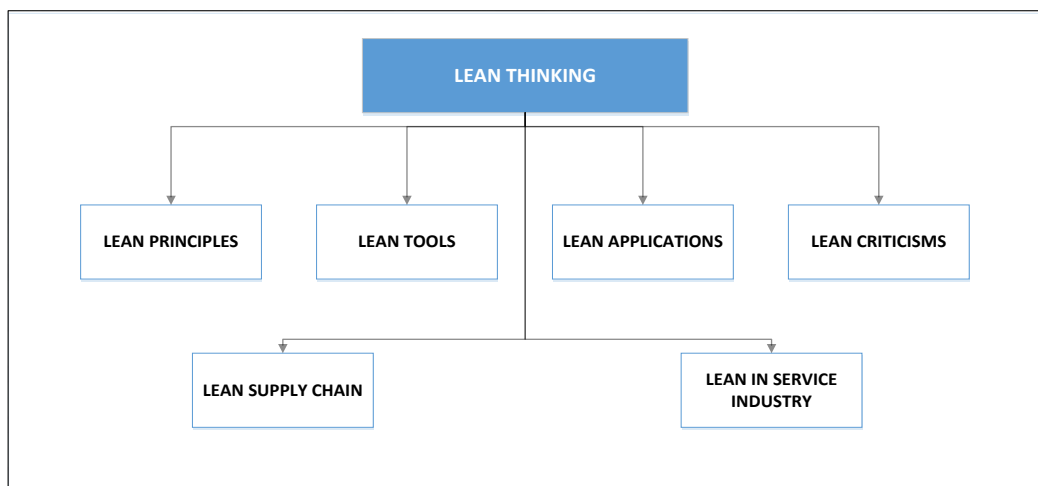 LEAN THINKING
LEAN PRINCIPLES
LEAN TOOLS
LEAN APPLICATIONS
LEAN CRITICISMS
LEAN SUPPLY CHAIN
LEAN IN SERVICE
INDUSTRY